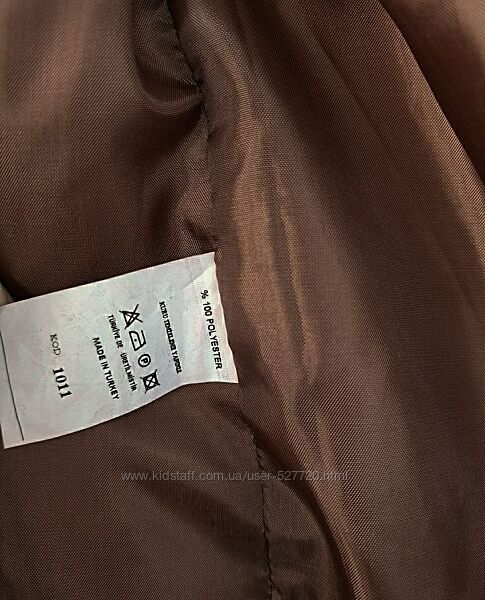 % 100 POLYESTER
KURU TEMİZLEME YAPINIZ
P
TÜRKİYE DE ÜRETİLMİŞTİR
MADE IN TURKEY
KOD 1011
www.kidstaff.com.ua/user-527720.html